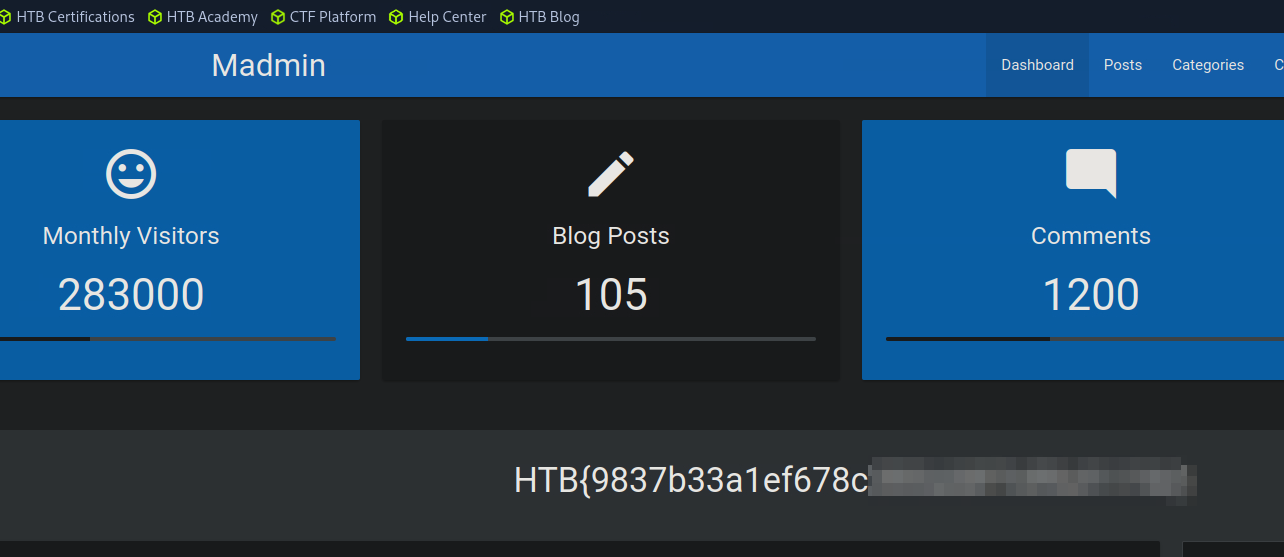 HTB Certifications HTB Academy CTF Platform Help Center HTB Blog
Madmin Dashboard Posts Categories C
Monthly Visitors Blog Posts Comments
283000 105 1200
HTB{9837b33a1ef678c